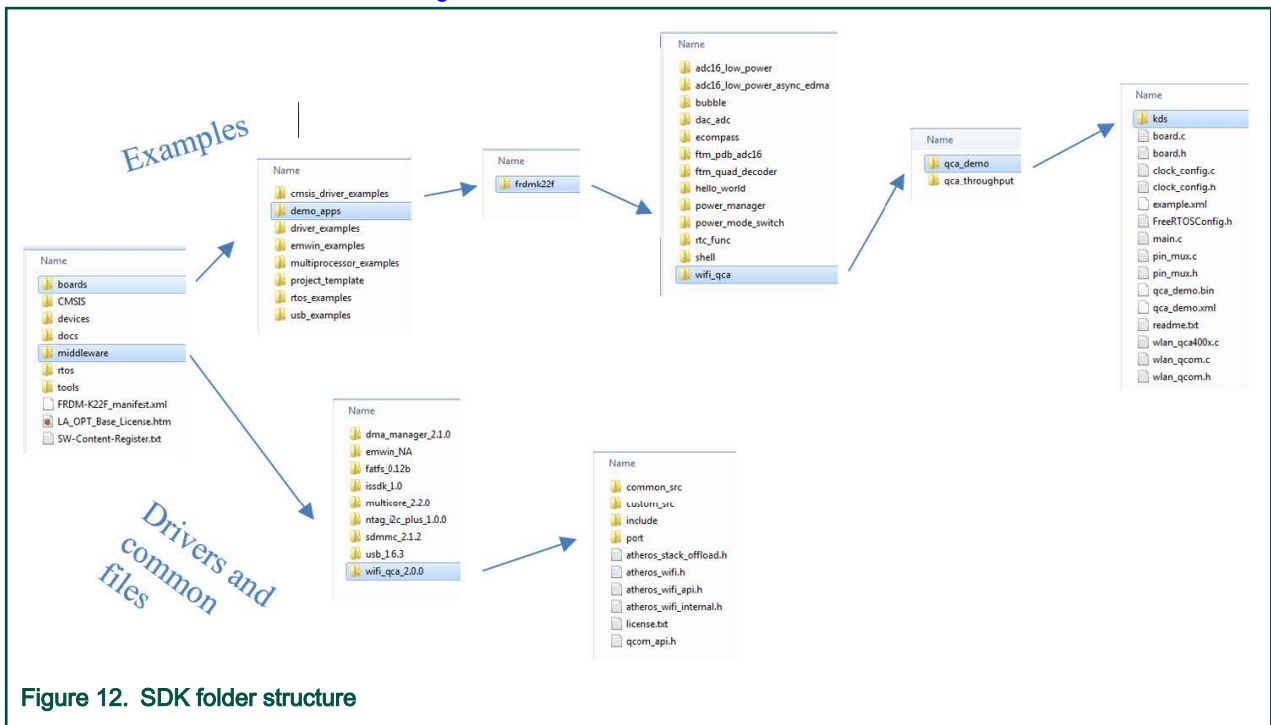 Examples
Name
boards
CMSIS
devices
docs
middleware
rtos
tools
FRDM-K22F_manifest.xml
LA_OPT_Base_License.htm
SW-Content-Register.txt
Name
cmsis_driver_examples
demo_apps
driver_examples
emwin_examples
multiprocessor_examples
project_template
rtos_examples
usb_examples
Name
frdmk22f
Name
adc16_low_power
adc16_low_power_async_edma
bubble
dac_adc
ecompass
ftm_pdb_adc16
ftm_quad_decoder
hello_world
power_manager
power_mode_switch
rtc_func
shell
wifi_qca
Name
qca_demo
qca_throughput
Name
kds
board.c
board.h
clock_config.c
clock_config.h
example.xml
FreeRTOSConfig.h
main.c
pin_mux.c
pin_mux.h
qca_demo.bin
qca_demo.xml
readme.txt
wlan_qca400x.c
wlan_qcom.c
wlan_qcom.h
Drivers and
common
files
Name
dma_manager_2.1.0
emwin_NA
fatfs_0.12b
issdk_1.0
multicore_2.2.0
ntag_i2c_plus_1.0.0
sdmmc_2.1.2
usb_1.6.3
wifi_qca_2.0.0
Name
common_src
custom_src
include
port
atheros_stack_offload.h
atheros_wifi.h
atheros_wifi_api.h
atheros_wifi_internal.h
license.txt
qcom_api.h
Figure 12. SDK folder structure